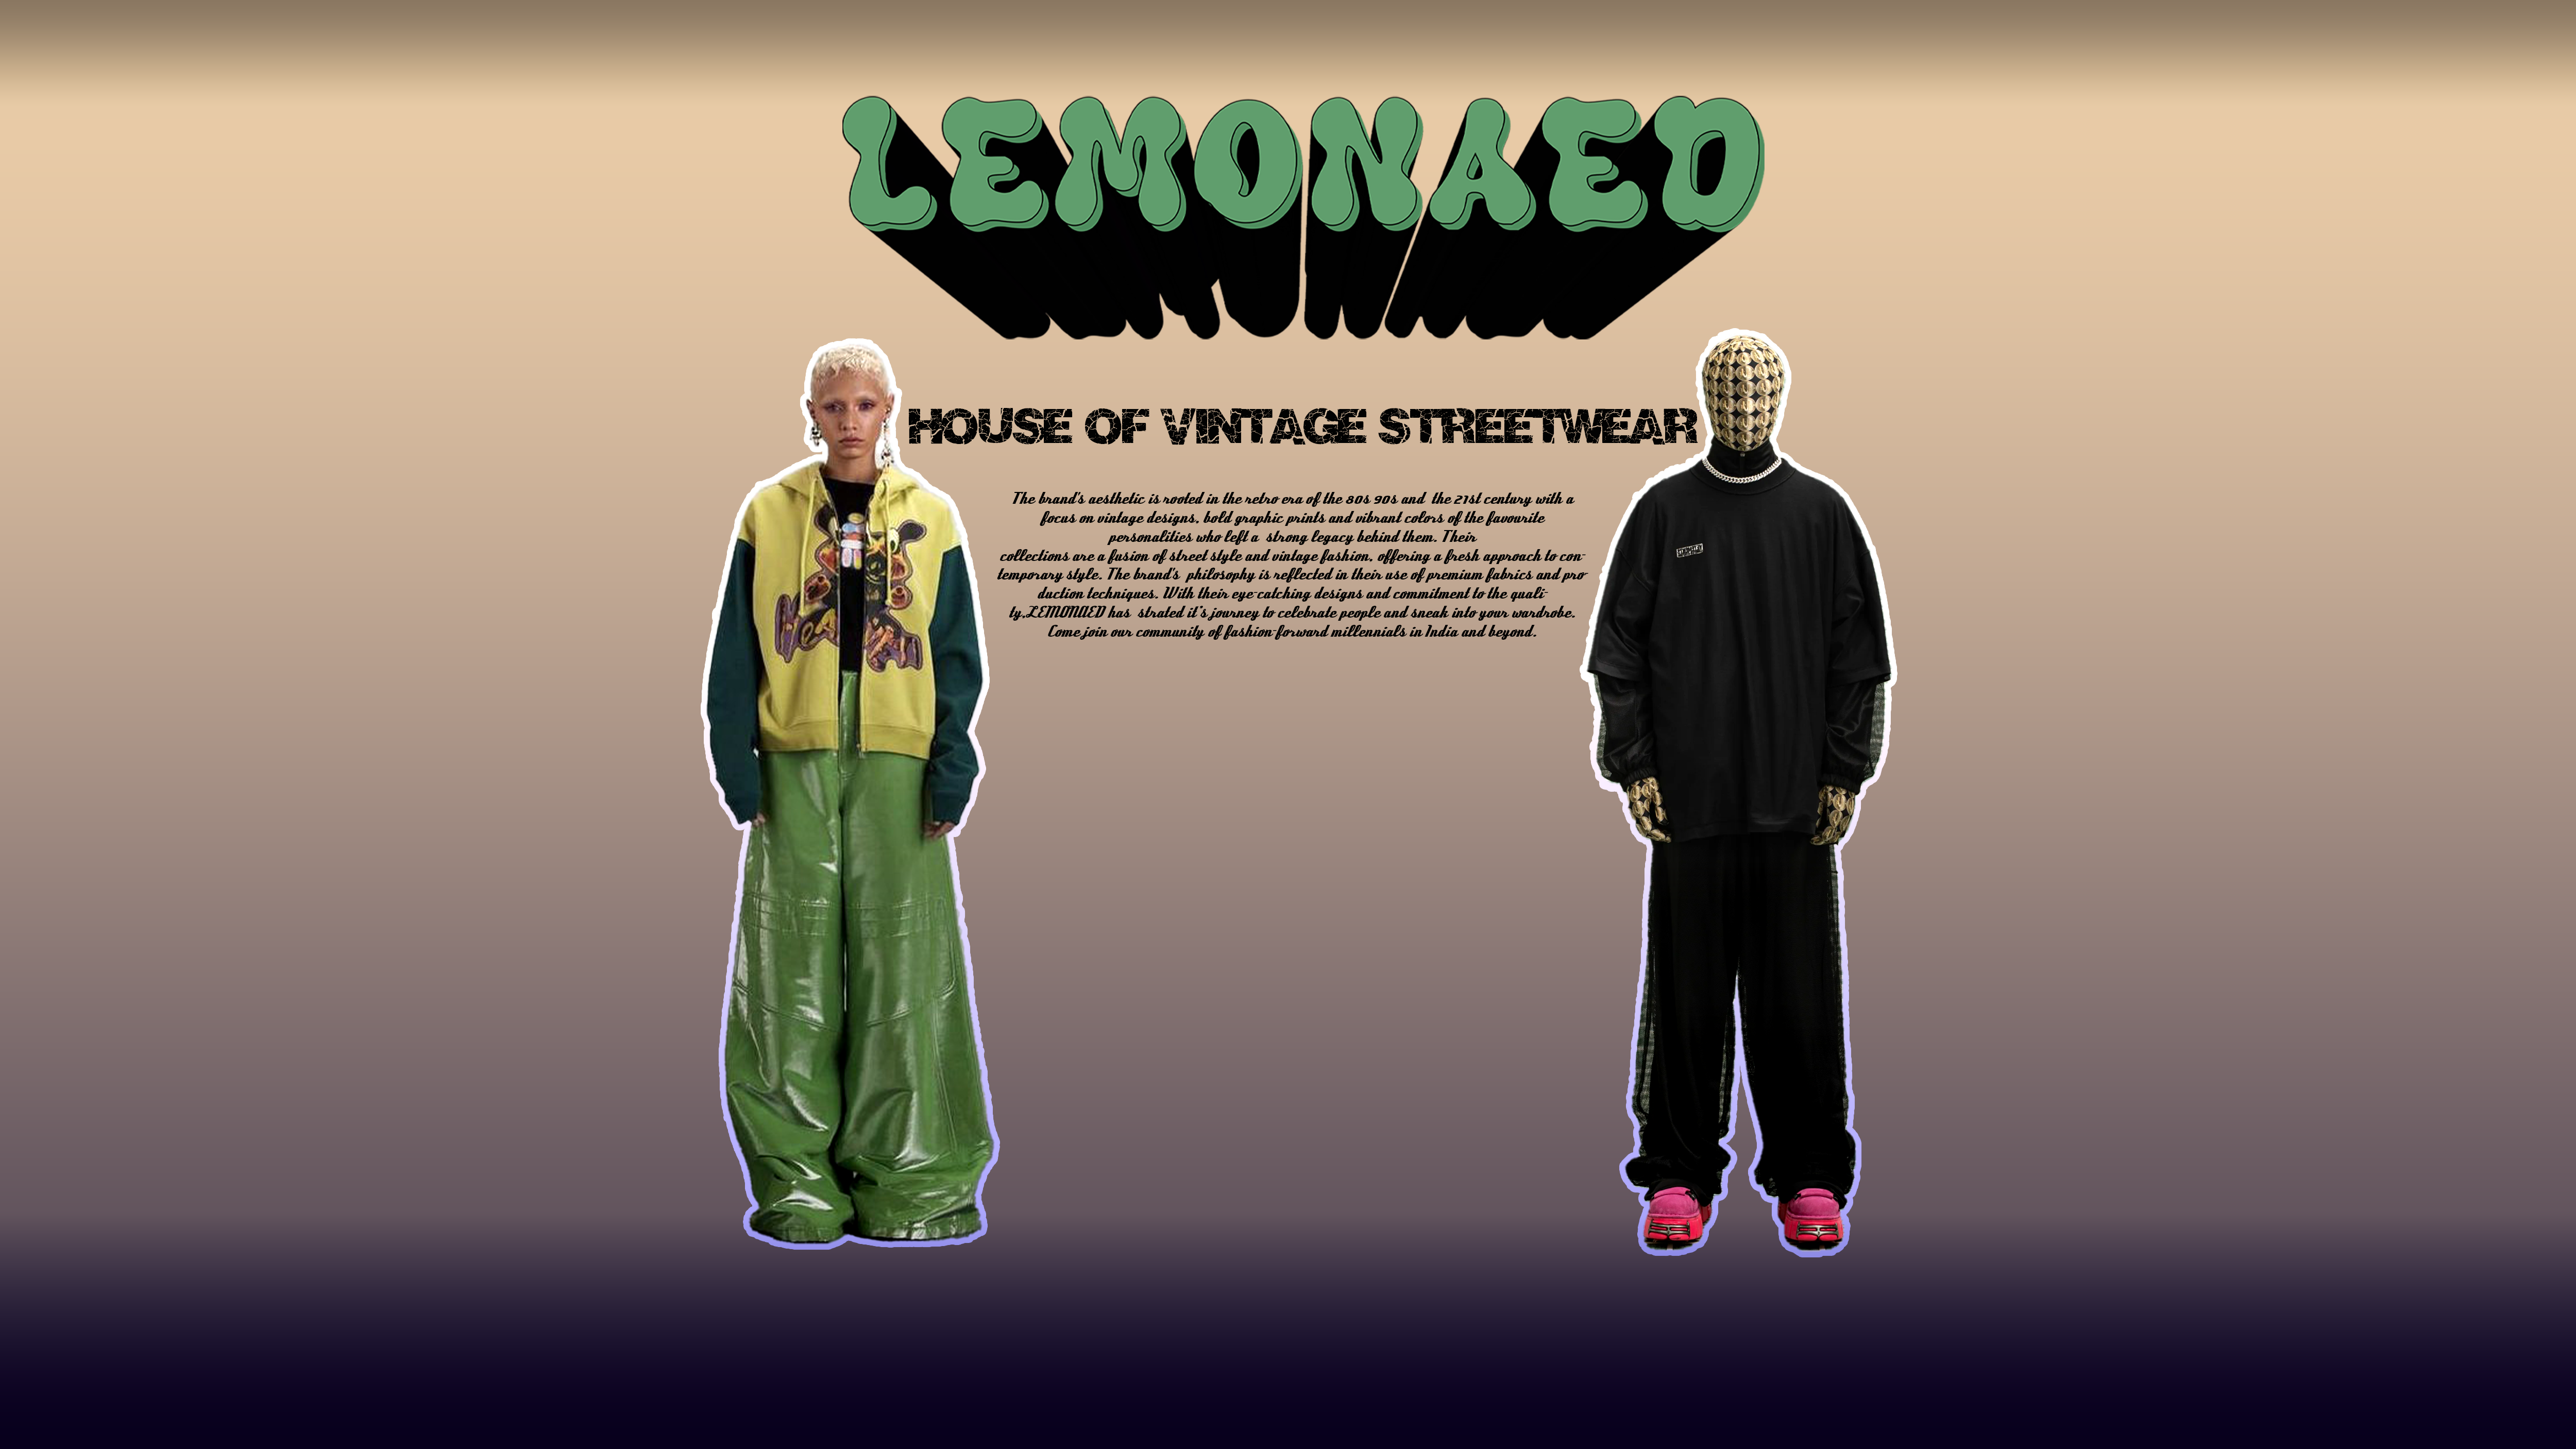 LEMONAED
HOUSE OF VINTAGE STREETWEAR
The brand's aesthetic is rooted in the retro era of the 80s 90s and the 21st century with a
focus on vintage designs, bold graphic prints and vibrant colors of the favourite
personalities who left a strong legacy behind them. Their
collections are a fusion of street style and vintage fashion, offering a fresh approach to con-
temporary style. The brand's philosophy is reflected in their use of premium fabrics and pro-
duction techniques. With their eye-catching designs and commitment to the quali-
ty,LEMONAED has strated it's journey to celebrate people and sneak into your wardrobe.
Come join our community of fashion-forward millennials in India and beyond.